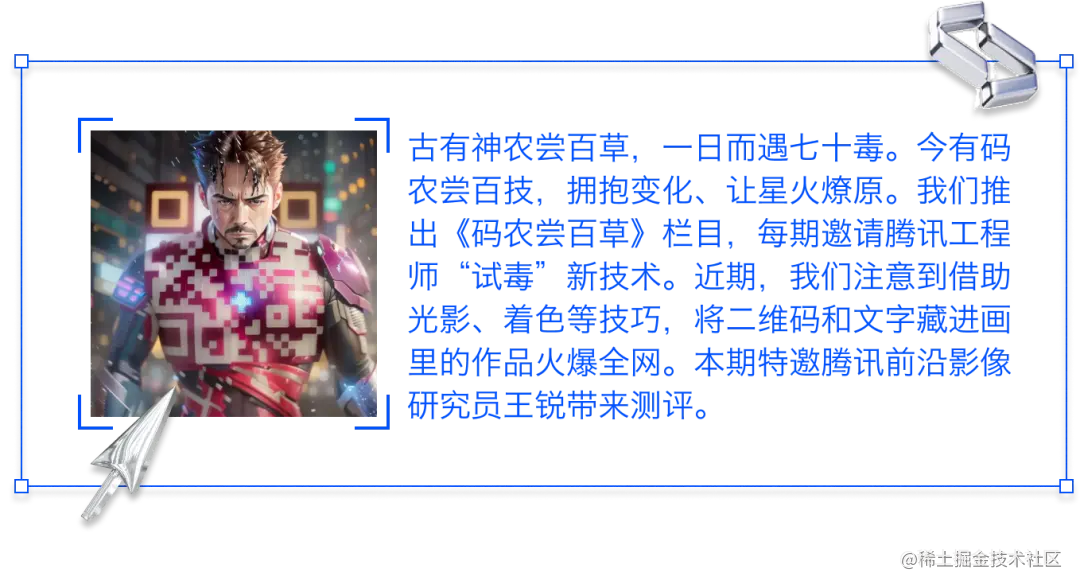 古有神农尝百草，一日而遇七十毒。今有码
农尝百技，拥抱变化、让星火燎原。我们推
出《码农尝百草》栏目，每期邀请腾讯工程
师“试毒”新技术。近期，我们注意到借助
光影、着色等技巧，将二维码和文字藏进画
里的作品火爆全网。本期特邀腾讯前沿影像
研究员王锐带来测评。
@稀土掘金技术社区